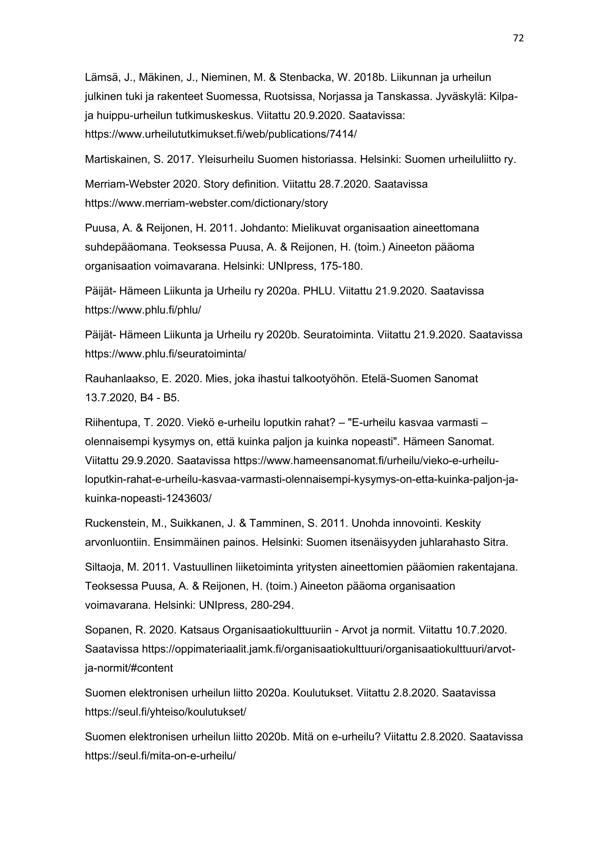 72
Lämsä, J., Mäkinen, J., Nieminen, M. & Stenbacka, W. 2018b. Liikunnan ja urheilun
julkinen tuki ja rakenteet Suomessa, Ruotsissa, Norjassa ja Tanskassa. Jyväskylä: Kilpa-
ja huippu-urheilun tutkimuskeskus. Viitattu 20.9.2020. Saatavissa:
https://www.urheilututkimukset.fi/web/publications/7414/
Martiskainen, S. 2017. Yleisurheilu Suomen historiassa. Helsinki: Suomen urheiluliitto ry.
Merriam-Webster 2020. Story definition. Viitattu 28.7.2020. Saatavissa
https://www.merriam-webster.com/dictionary/story
Puusa, A. & Reijonen, H. 2011. Johdanto: Mielikuvat organisaation aineettomana
suhdepääomana. Teoksessa Puusa, A. & Reijonen, H. (toim.) Aineeton pääoma
organisaation voimavarana. Helsinki: UNIpress, 175-180.
Päijät- Hämeen Liikunta ja Urheilu ry 2020a. PHLU. Viitattu 21.9.2020. Saatavissa
https://www.phlu.fi/phlu/
Päijät- Hämeen Liikunta ja Urheilu ry 2020b. Seuratoiminta. Viitattu 21.9.2020. Saatavissa
https://www.phlu.fi/seuratoiminta/
Rauhanlaakso, E. 2020. Mies, joka ihastui talkootyöhön. Etelä-Suomen Sanomat
13.7.2020, B4 - B5.
Riihentupa, T. 2020. Viekö e-urheilu loputkin rahat? – "E-urheilu kasvaa varmasti –
olennaisempi kysymys on, että kuinka paljon ja kuinka nopeasti". Hämeen Sanomat.
Viitattu 29.9.2020. Saatavissa https://www.hameensanomat.fi/urheilu/vieko-e-urheilu-
loputkin-rahat-e-urheilu-kasvaa-varmasti-olennaisempi-kysymys-on-etta-kuinka-paljon-ja-
kuinka-nopeasti-1243603/
Ruckenstein, M., Suikkanen, J. & Tamminen, S. 2011. Unohda innovointi. Keskity
arvonluontiin. Ensimmäinen painos. Helsinki: Suomen itsenäisyyden juhlarahasto Sitra.
Siltaoja, M. 2011. Vastuullinen liiketoiminta yritysten aineettomien pääomien rakentajana.
Teoksessa Puusa, A. & Reijonen, H. (toim.) Aineeton pääoma organisaation
voimavarana. Helsinki: UNIpress, 280-294.
Sopanen, R. 2020. Katsaus Organisaatiokulttuuriin - Arvot ja normit. Viitattu 10.7.2020.
Saatavissa https://oppimateriaalit.jamk.fi/organisaatiokulttuuri/organisaatiokulttuuri/arvot-
ja-normit/#content
Suomen elektronisen urheilun liitto 2020a. Koulutukset. Viitattu 2.8.2020. Saatavissa
https://seul.fi/yhteiso/koulutukset/
Suomen elektronisen urheilun liitto 2020b. Mitä on e-urheilu? Viitattu 2.8.2020. Saatavissa
https://seul.fi/mita-on-e-urheilu/